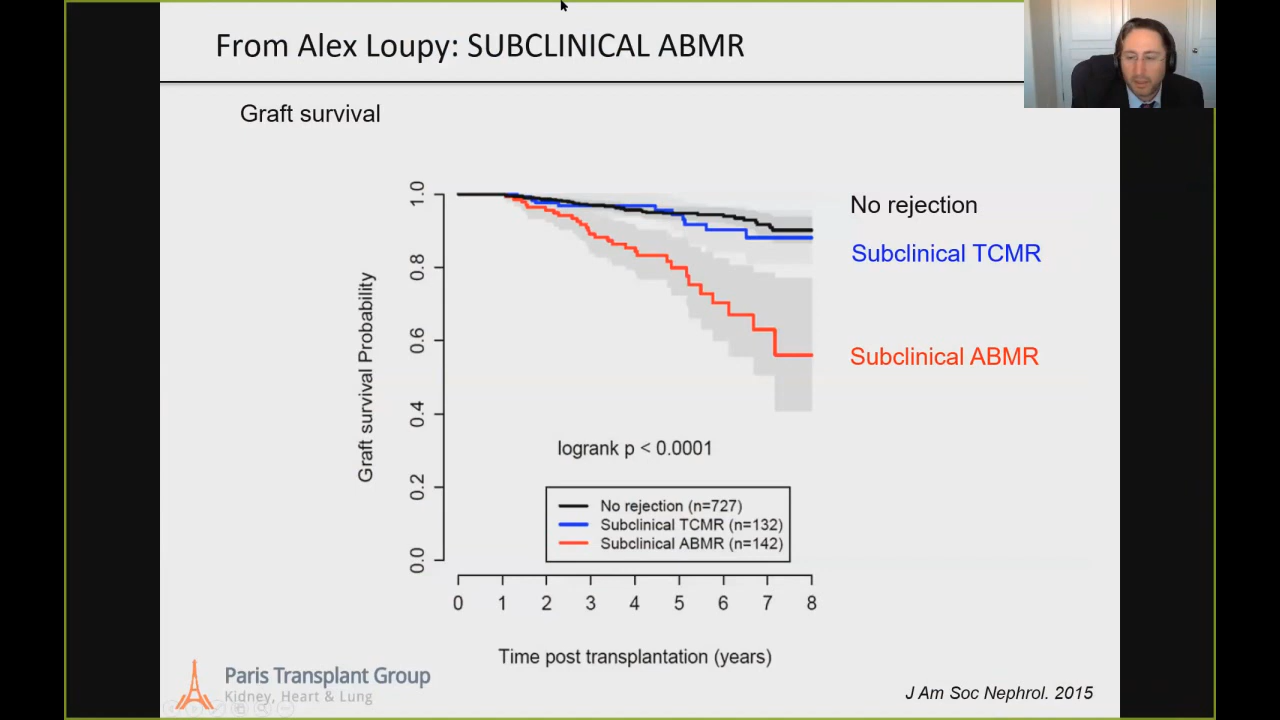 From Alex Loupy: SUBCLINICAL ABMR
Graft survival
1.0
0.8
0.6
0.4
0.2
0.0
Graft survival Probability
No rejection
Subclinical TCMR
Subclinical ABMR
logrank p < 0.0001
No rejection (n=727)
Subclinical TCMR (n=132)
Subclinical ABMR (n=142)
0 1 2 3 4 5 6 7 8
Time post transplantation (years)
Paris Transplant Group
Kidney, Heart & Lung
J Am Soc Nephrol. 2015